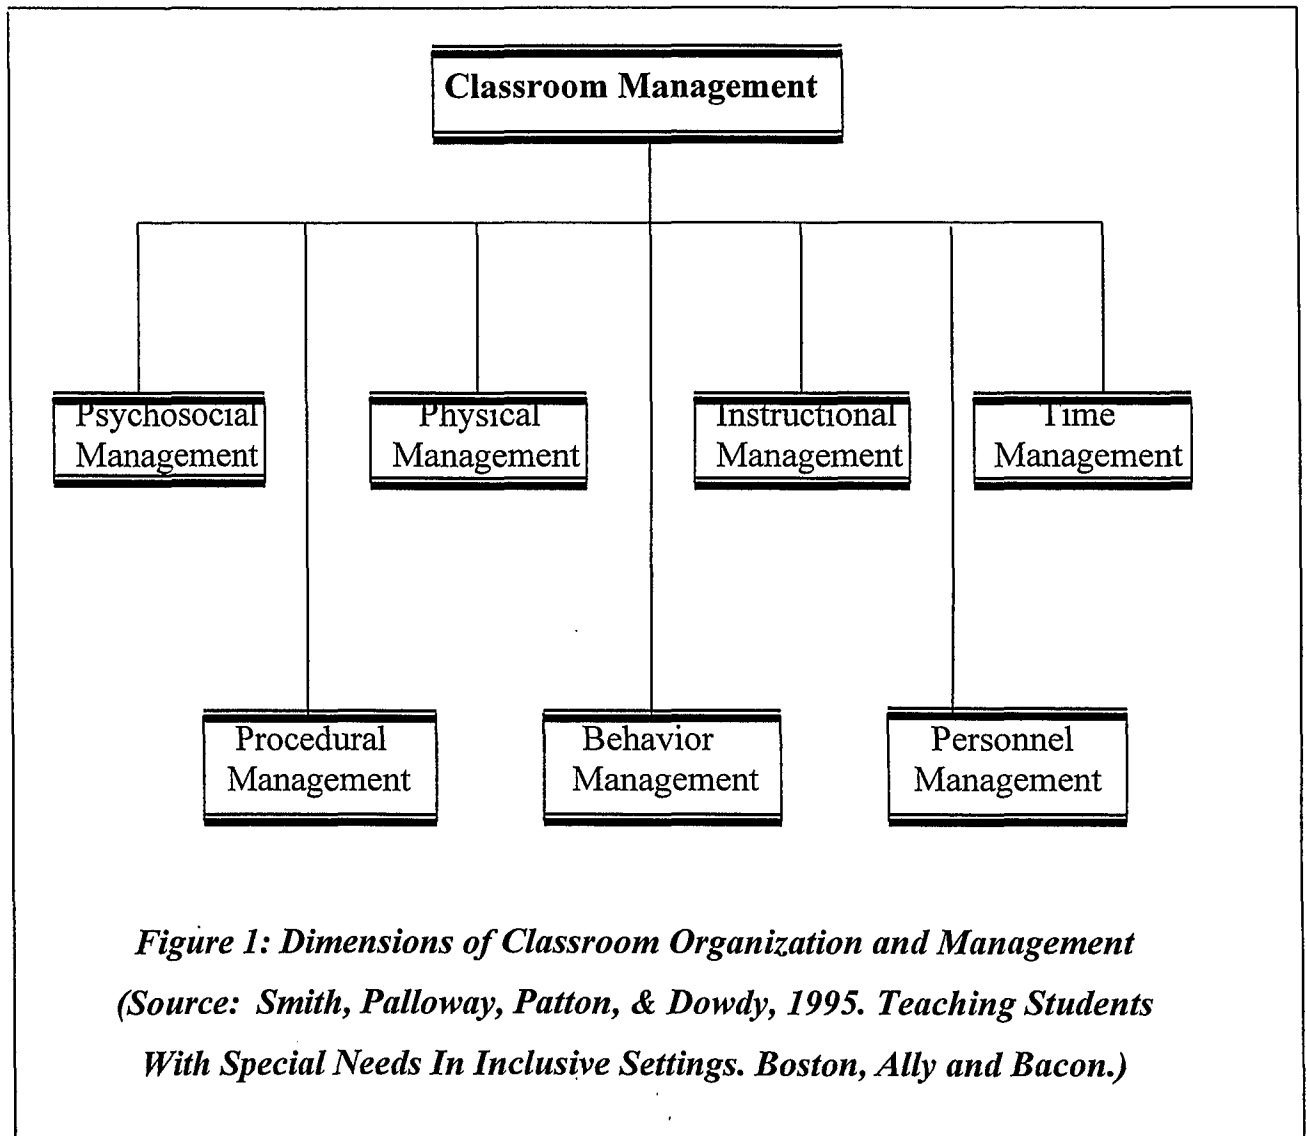 Classroom Management
Psychosocial
Management
Physical
Management
Instructional
Management
Time
Management
Procedural
Management
Behavior
Management
Personnel
Management
Figure 1: Dimensions of Classroom Organization and Management
(Source: Smith, Palloway, Patton, & Dowdy, 1995. Teaching Students
With Special Needs In Inclusive Settings. Boston, Ally and Bacon.)